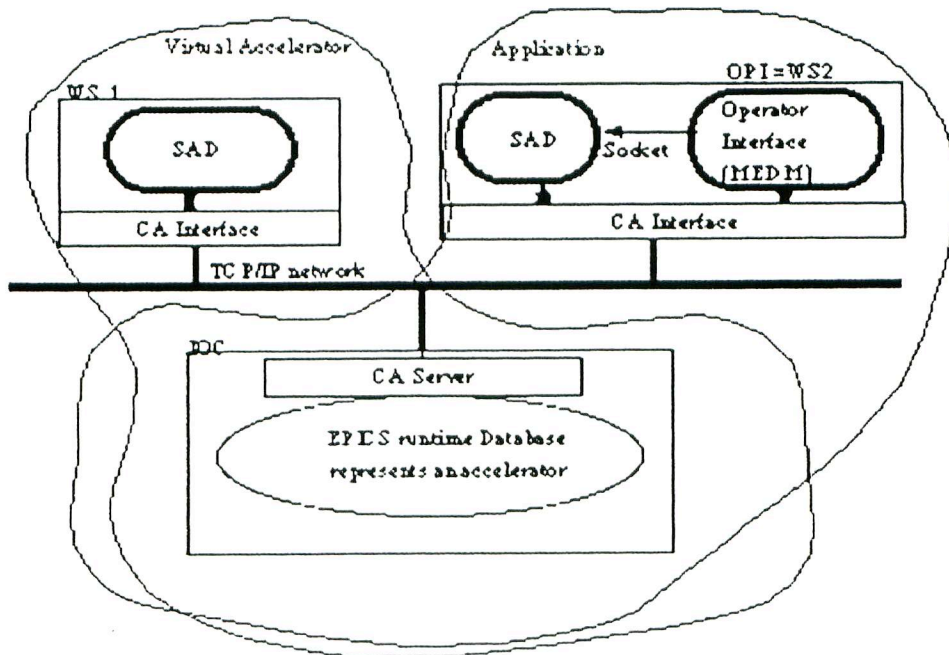 Virtual Accelerator
Application
WS 1
OPI=WS2
SAD
SAD
Socket
Operator
Interface
(MEDM)
CA Interface
CA Interface
TCP/IP network
IOC
CA Server
EPICS runtime Database
represents an accelerator